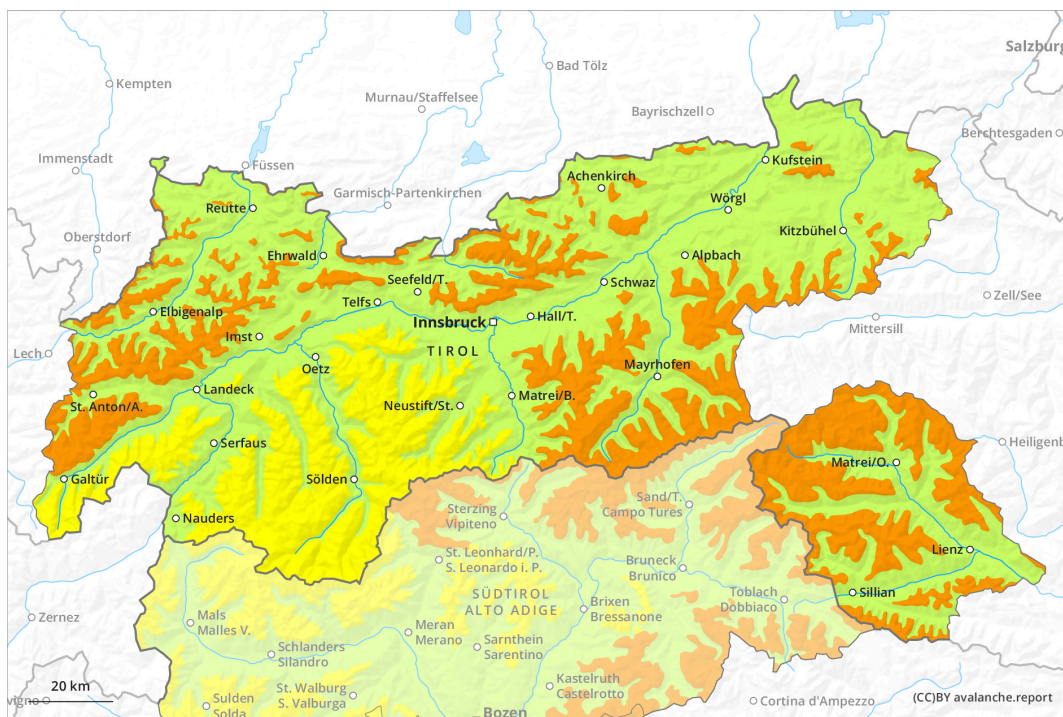 Salzburg
Kempten
Bad Tölz
Murnau/Staffelsee
Bayrischzell
Berchtesgaden
Immenstadt
Füssen
Kufstein
Garmisch-Partenkirchen
Achenkirch
Reutte
Wörgl
Oberstdorf
Kitzbühel
Ehrwald
Alpbach
Seefeld/T.
Schwaz
Zell/See
Telfs
Elbigenalp
Innsbruck
Hall/T.
Mittersill
Imst
Lech
TIROL
Oetz
Mayrhofen
Landeck
Matrei/B.
St. Anton/A.
Neustift/St.
Serfaus
Heiligenb
Matrei/O.
Galtür
Sölden
Sterzing
Vipiteno
Sand/T.
Campo Tures
Nauders
Lienz
St. Leonhard/P.
S. Leonardo i. P.
Bruneck
Brunico
Sillian
SÜDTIROL
ALTO ADIGE
Toblach
Dobbiaco
Zernez
Mals
Malles V.
Brixen
Bressanone
Meran
Merano
Sarnthein
Sarentino
Schlanders
Silandro
Kastelruth
Castelrotto
20 km
vigno
St. Walburg
S. Valburga
Sulden
Solda
Cortina d'Ampezzo
(CC)BY avalanche.report
Bozen